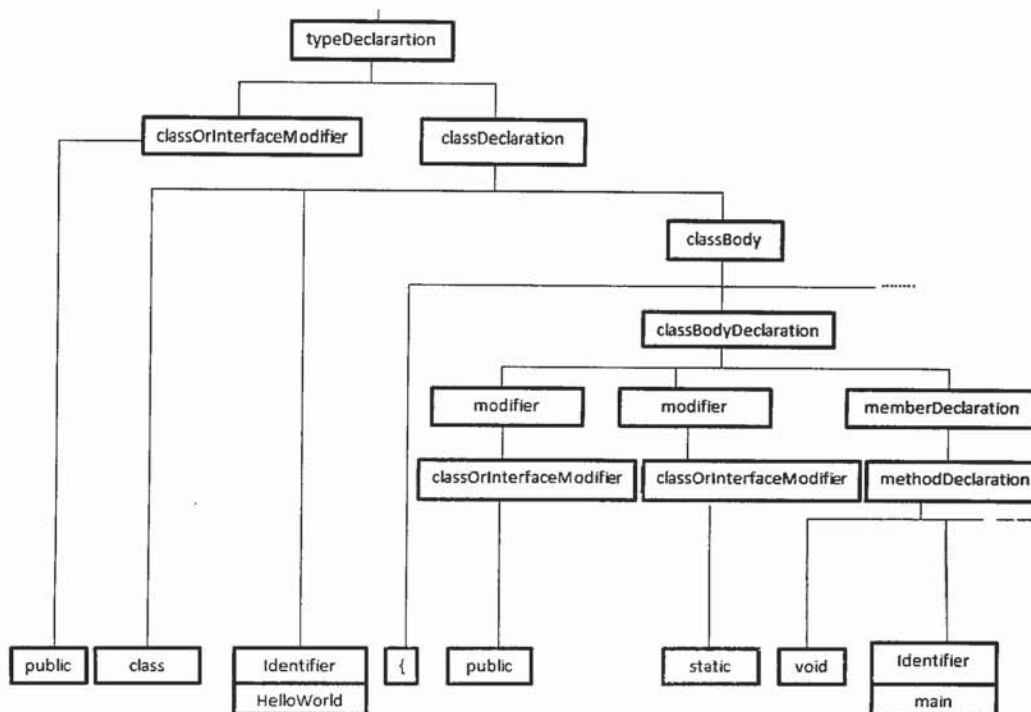 typeDeclarartion
classOrInterfaceModifier classDeclaration
classBody
classBodyDeclaration
modifier modifier memberDeclaration
classOrInterfaceModifier classOrInterfaceModifier methodDeclaration
public class Identifier { public static void Identifier
HelloWorld main